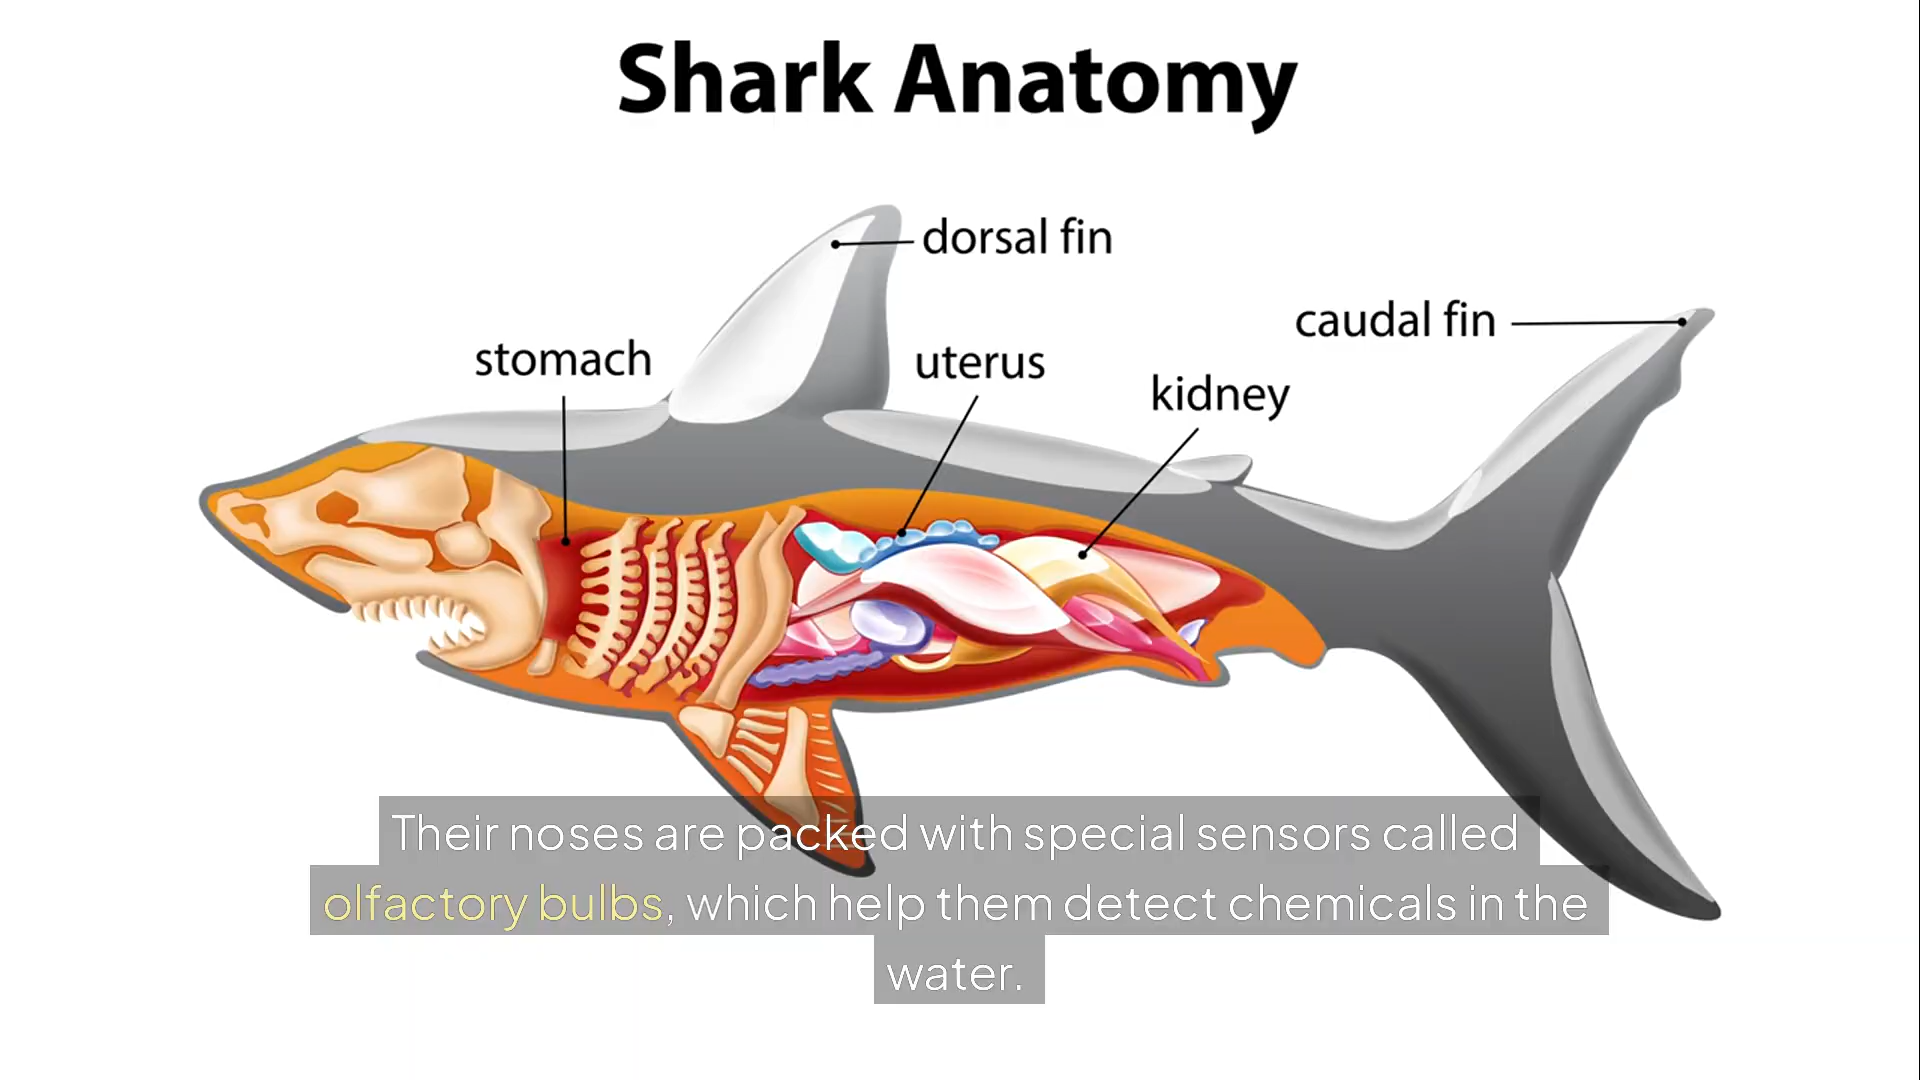 Shark Anatomy
dorsal fin
caudal fin
stomach
uterus
kidney
Their noses are packed with special sensors called
olfactory bulbs, which help them detect chemicals in the
water.